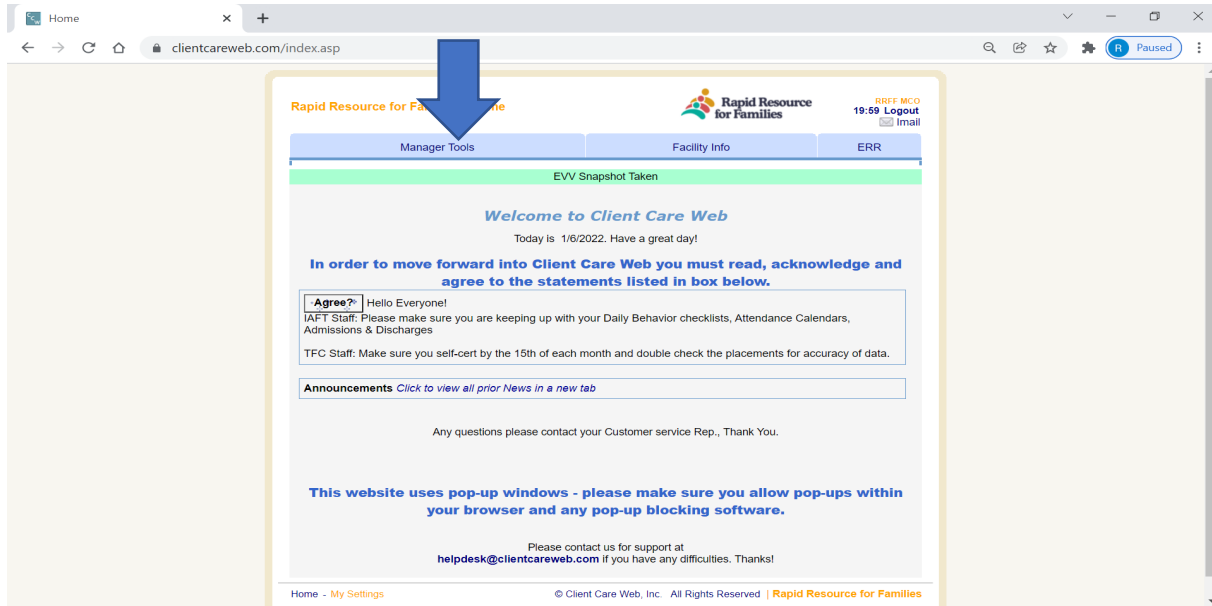 Home
clientcareweb.com/index.asp
R Paused
Rapid Resource for Fa
Rapid Resource
for Families
RRFF MCO
19:59 Logout
Imail
Manager Tools Facility Info ERR
EVV Snapshot Taken
Welcome to Client Care Web
Today is 1/6/2022. Have a great day!
In order to move forward into Client Care Web you must read, acknowledge and
agree to the statements listed in box below.
Agree? Hello Everyone!
IAFT Staff: Please make sure you are keeping up with your Daily Behavior checklists, Attendance Calendars,
Admissions & Discharges
TFC Staff: Make sure you self-cert by the 15th of each month and double check the placements for accuracy of data.
Announcements Click to view all prior News in a new tab
Any questions please contact your Customer service Rep., Thank You.
This website uses pop-up windows - please make sure you allow pop-ups within
your browser and any pop-up blocking software.
Please contact us for support at
helpdesk@clientcareweb.com if you have any difficulties. Thanks!
Home - My Settings © Client Care Web, Inc. All Rights Reserved | Rapid Resource for Families